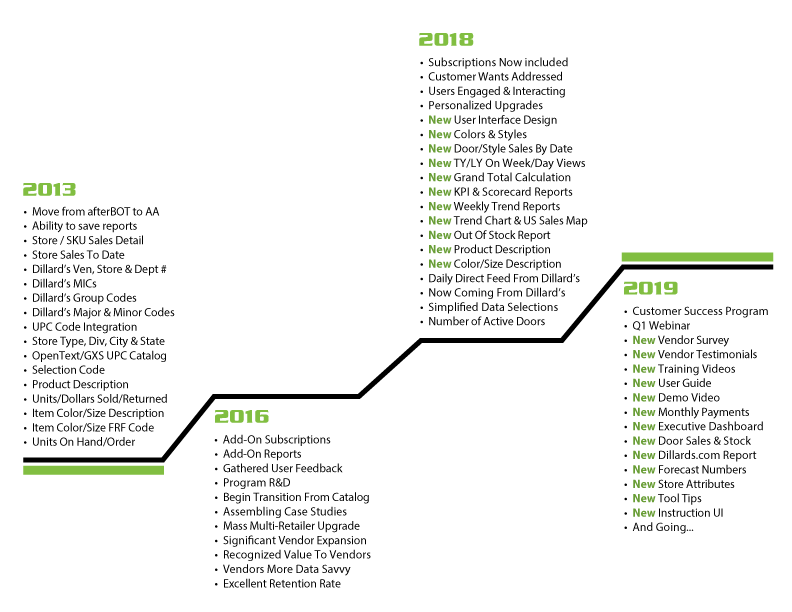 2013
• Move from afterBOT to AA
• Ability to save reports
• Store / SKU Sales Detail
• Store Sales To Date
• Dillard's Ven, Store & Dept #
• Dillard's MICs
• Dillard's Group Codes
• Dillard's Major & Minor Codes
• UPC Code Integration
• Store Type, Div, City & State
• OpenText/GXS UPC Catalog
• Selection Code
• Product Description
• Units/Dollars Sold/Returned
• Item Color/Size Description
• Item Color/Size FRF Code
• Units On Hand/Order
2016
• Add-On Subscriptions
• Add-On Reports
• Gathered User Feedback
• Program R&D
• Begin Transition From Catalog
• Assembling Case Studies
• Mass Multi-Retailer Upgrade
• Significant Vendor Expansion
• Recognized Value To Vendors
• Vendors More Data Savvy
• Excellent Retention Rate
2018
• Subscriptions Now included
• Customer Wants Addressed
• Users Engaged & Interacting
• Personalized Upgrades
• New User Interface Design
• New Colors & Styles
• New Door/Style Sales By Date
• New TY/LY On Week/Day Views
• New Grand Total Calculation
• New KPI & Scorecard Reports
• New Weekly Trend Reports
• New Trend Chart & US Sales Map
• New Out Of Stock Report
• New Product Description
• New Color/Size Description
• Daily Direct Feed From Dillard's
• Now Coming From Dillard's
• Simplified Data Selections
• Number of Active Doors
2019
• Customer Success Program
• Q1 Webinar
• New Vendor Survey
• New Vendor Testimonials
• New Training Videos
• New User Guide
• New Demo Video
• New Monthly Payments
• New Executive Dashboard
• New Door Sales & Stock
• New Dillards.com Report
• New Forecast Numbers
• New Store Attributes
• New Tool Tips
• New Instruction UI
• And Going...